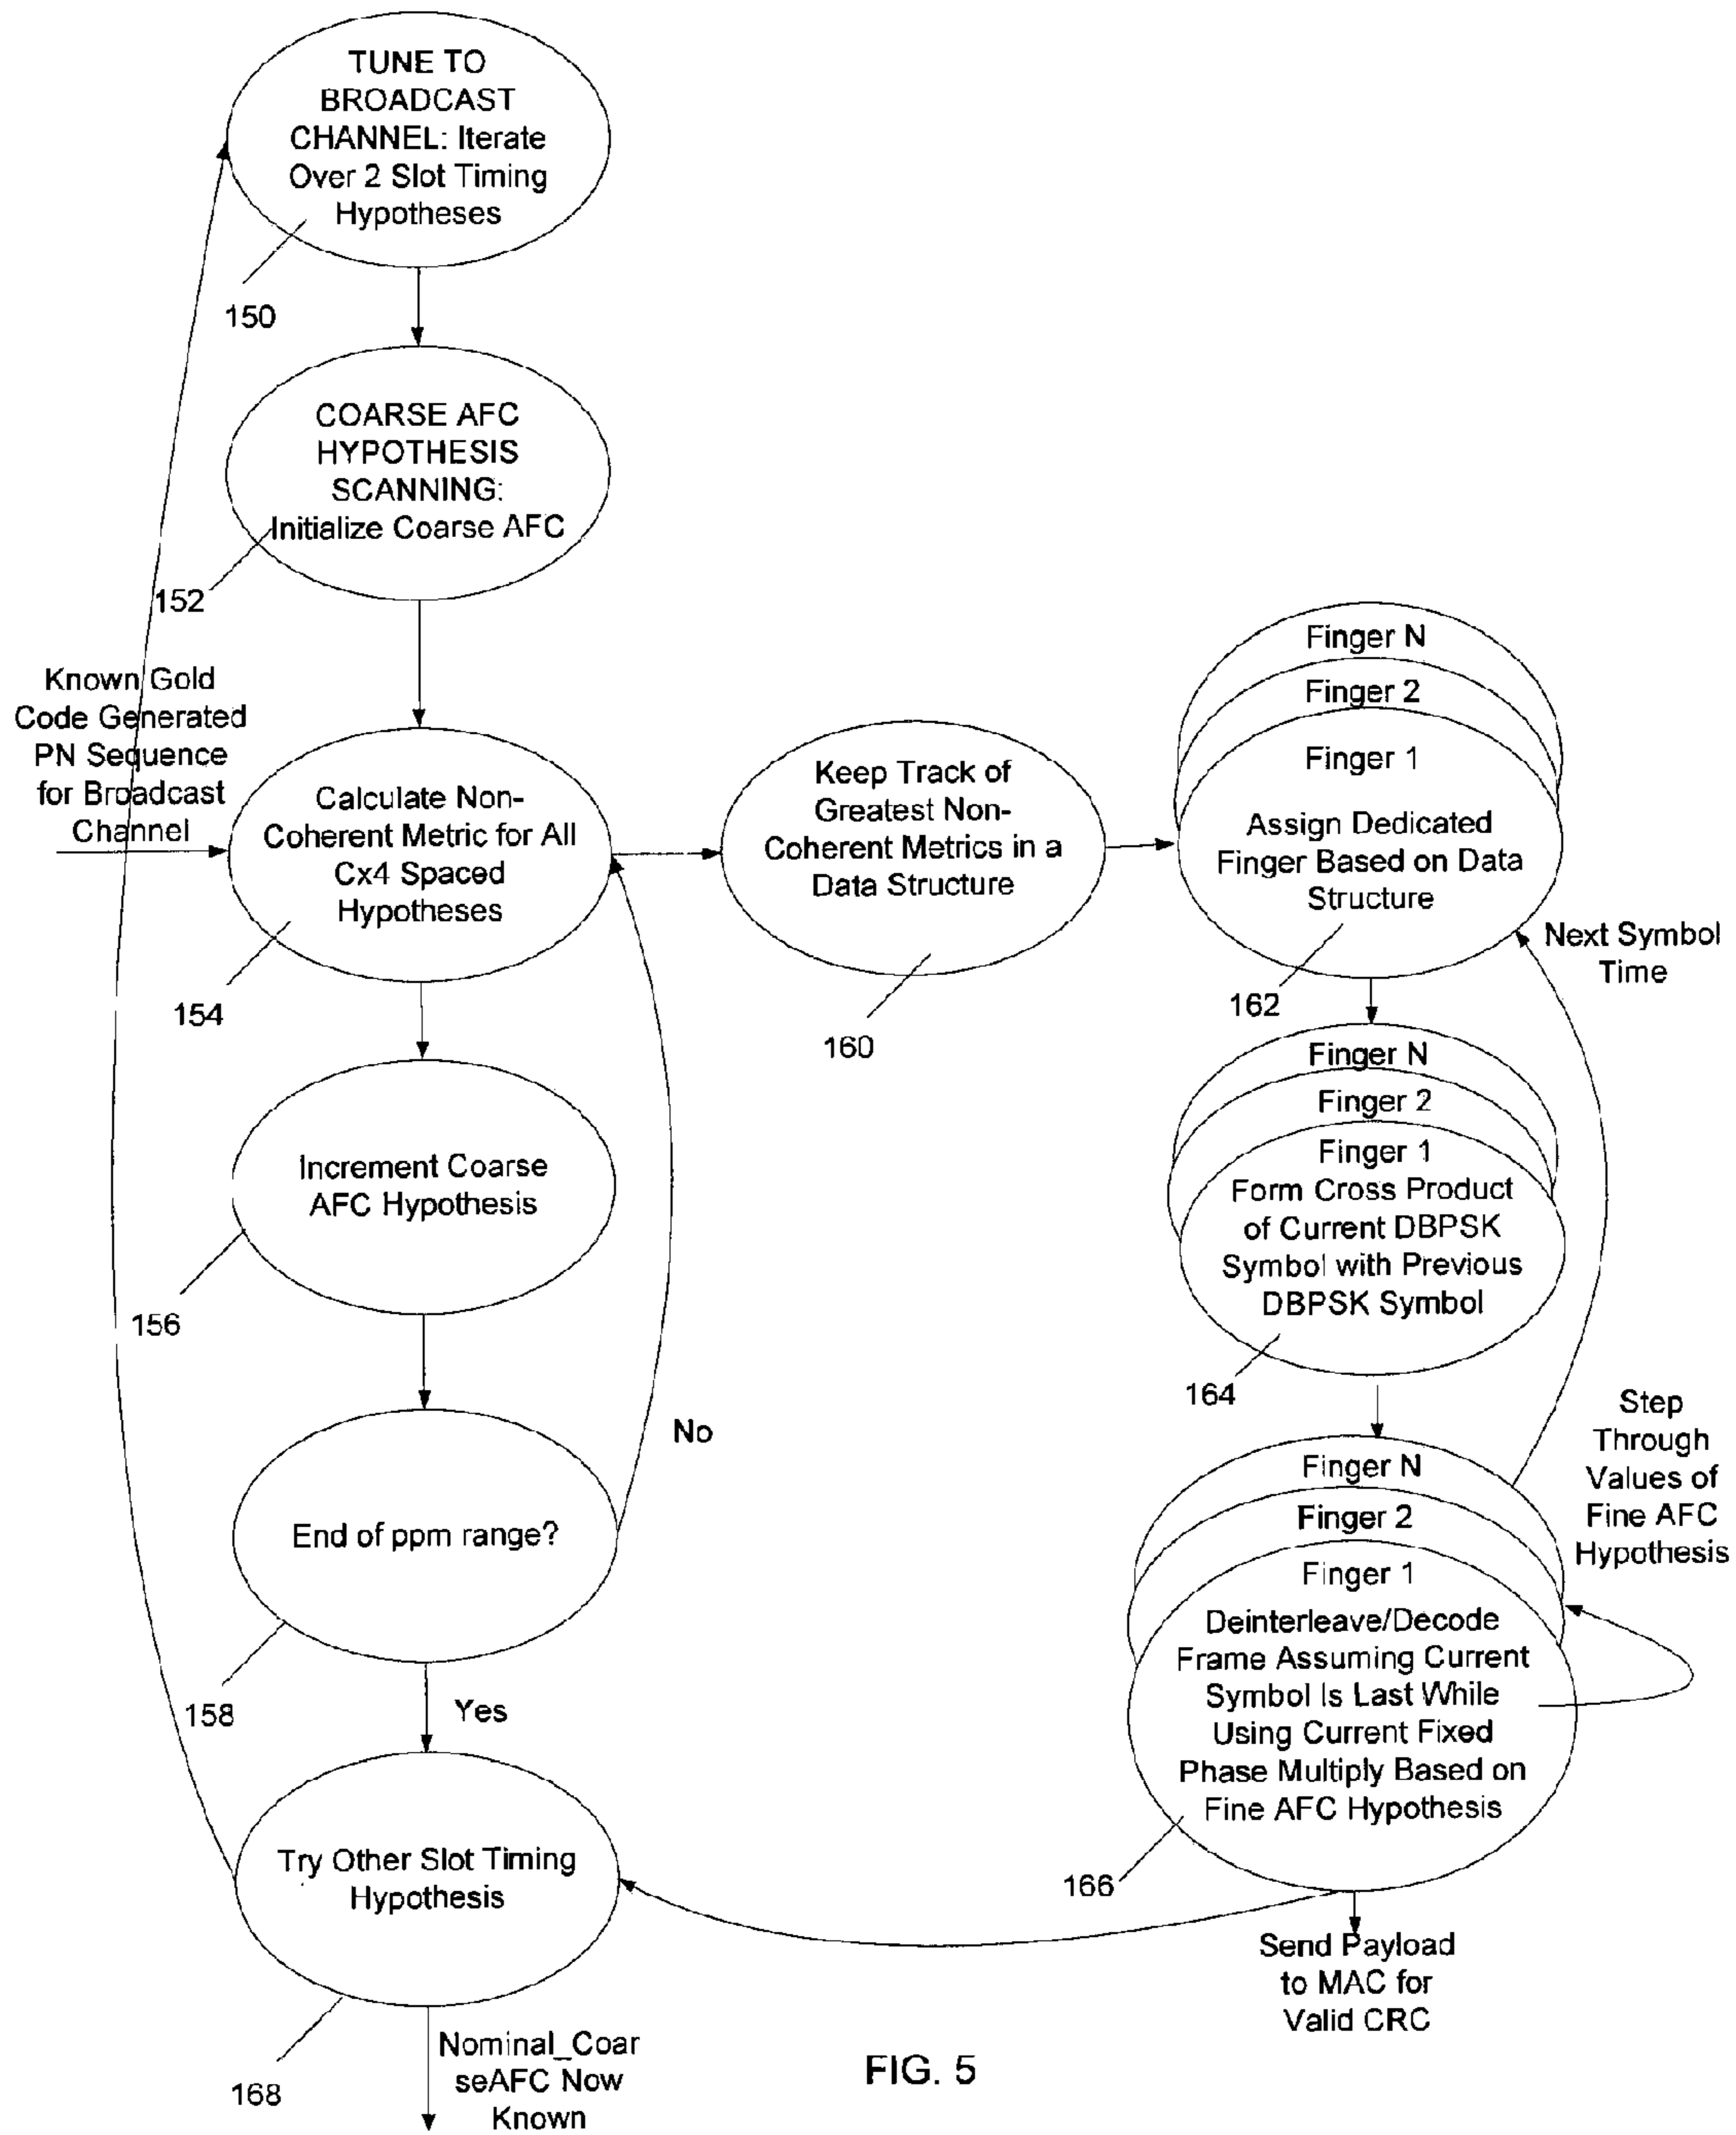 TUNE TO
BROADCAST
CHANNEL: Iterate
Over 2 Slot Timing
Hypotheses
150
COARSE AFC
HYPOTHESIS
SCANNING:
Initialize Coarse AFC
152
Known Gold
Code Generated
PN Sequence
for Broadcast
Channel
Calculate Non-
Coherent Metric for All
Cx4 Spaced
Hypotheses
154
Keep Track of
Greatest Non-
Coherent Metrics in a
Data Structure
160
Finger N
Finger 2
Finger 1
Assign Dedicated
Finger Based on Data
Structure
162
Next Symbol
Time
Finger N
Finger 2
Finger 1
Form Cross Product
of Current DBPSK
Symbol with Previous
DBPSK Symbol
164
Increment Coarse
AFC Hypothesis
156
No
End of ppm range?
158
Yes
Step
Through
Values of
Fine AFC
Hypothesis
Finger N
Finger 2
Finger 1
Deinterleave/Decode
Frame Assuming Current
Symbol Is Last While
Using Current Fixed
Phase Multiply Based on
Fine AFC Hypothesis
166
Try Other Slot Timing
Hypothesis
168
Send Payload
to MAC for
Valid CRC
Nominal_Coar
seAFC Now
Known
FIG. 5